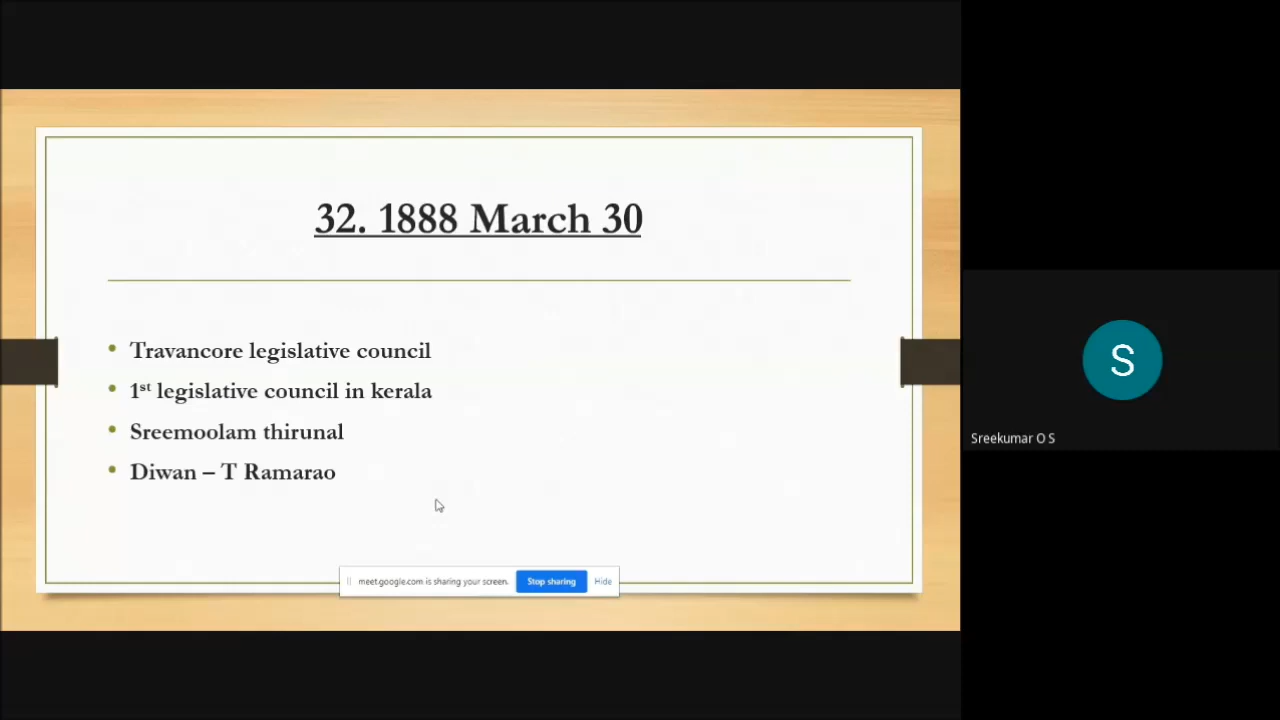 32. 1888 March 30
• Travancore legislative council
• 1st legislative council in kerala
• Sreemoolam thirunal
• Diwan – T Ramarao
meet.google.com is sharing your screen. Stop sharing Hide
S
Sreekumar O S